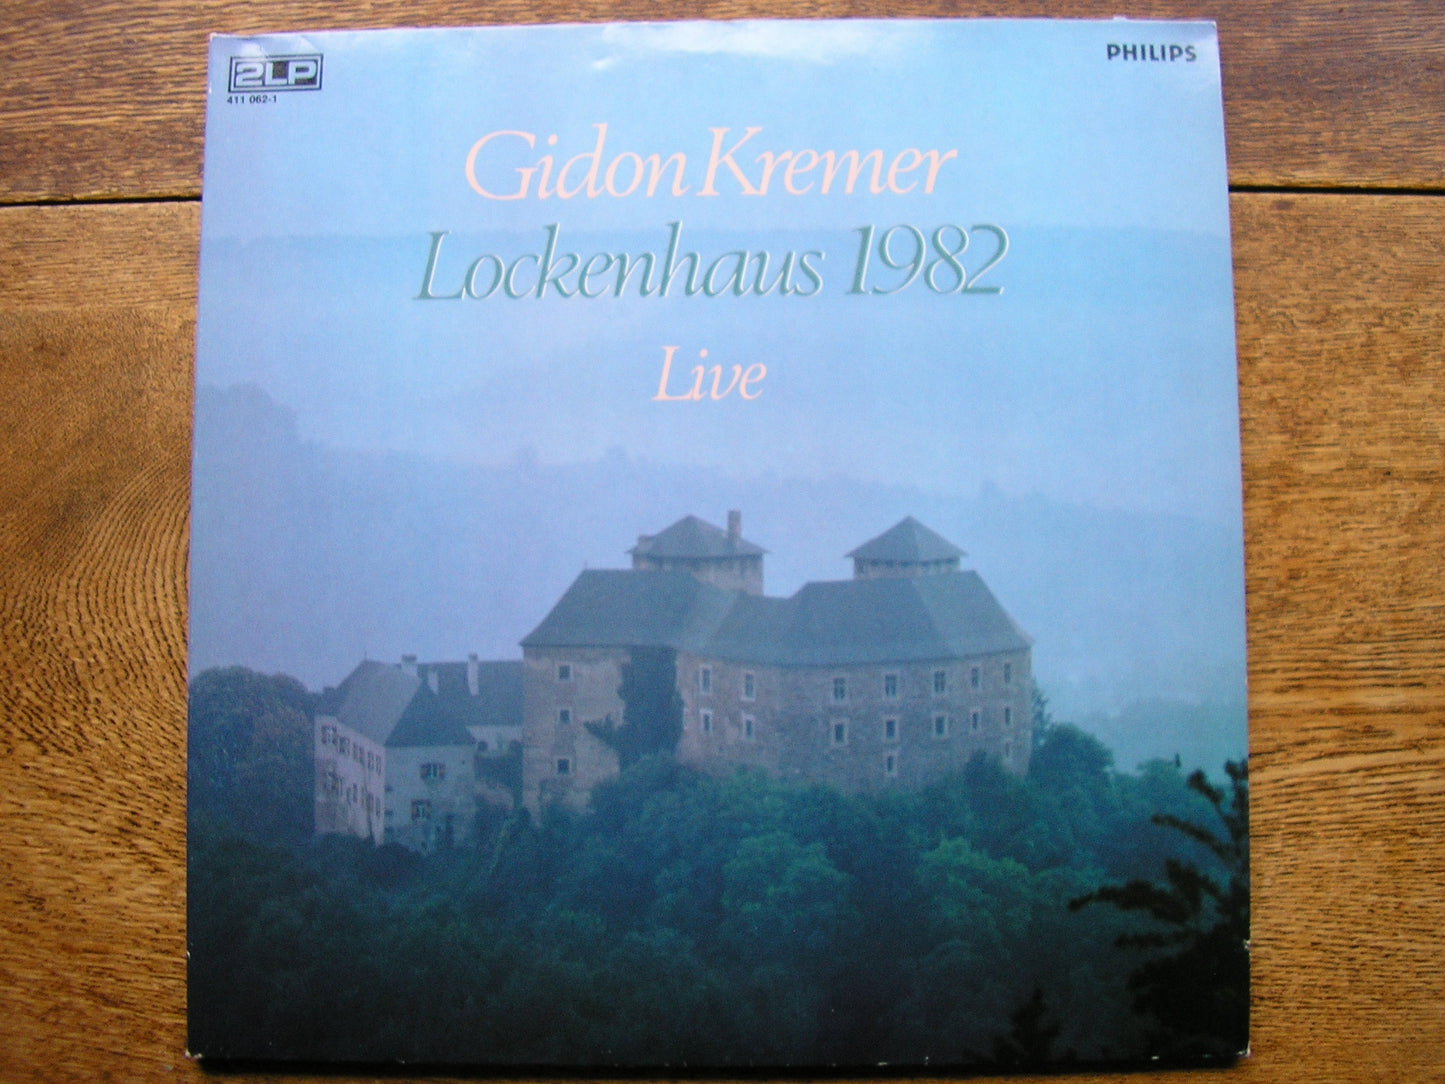 2LP
411 062-1
PHILIPS
Gidon Kremer
Lockenhaus 1982
Live